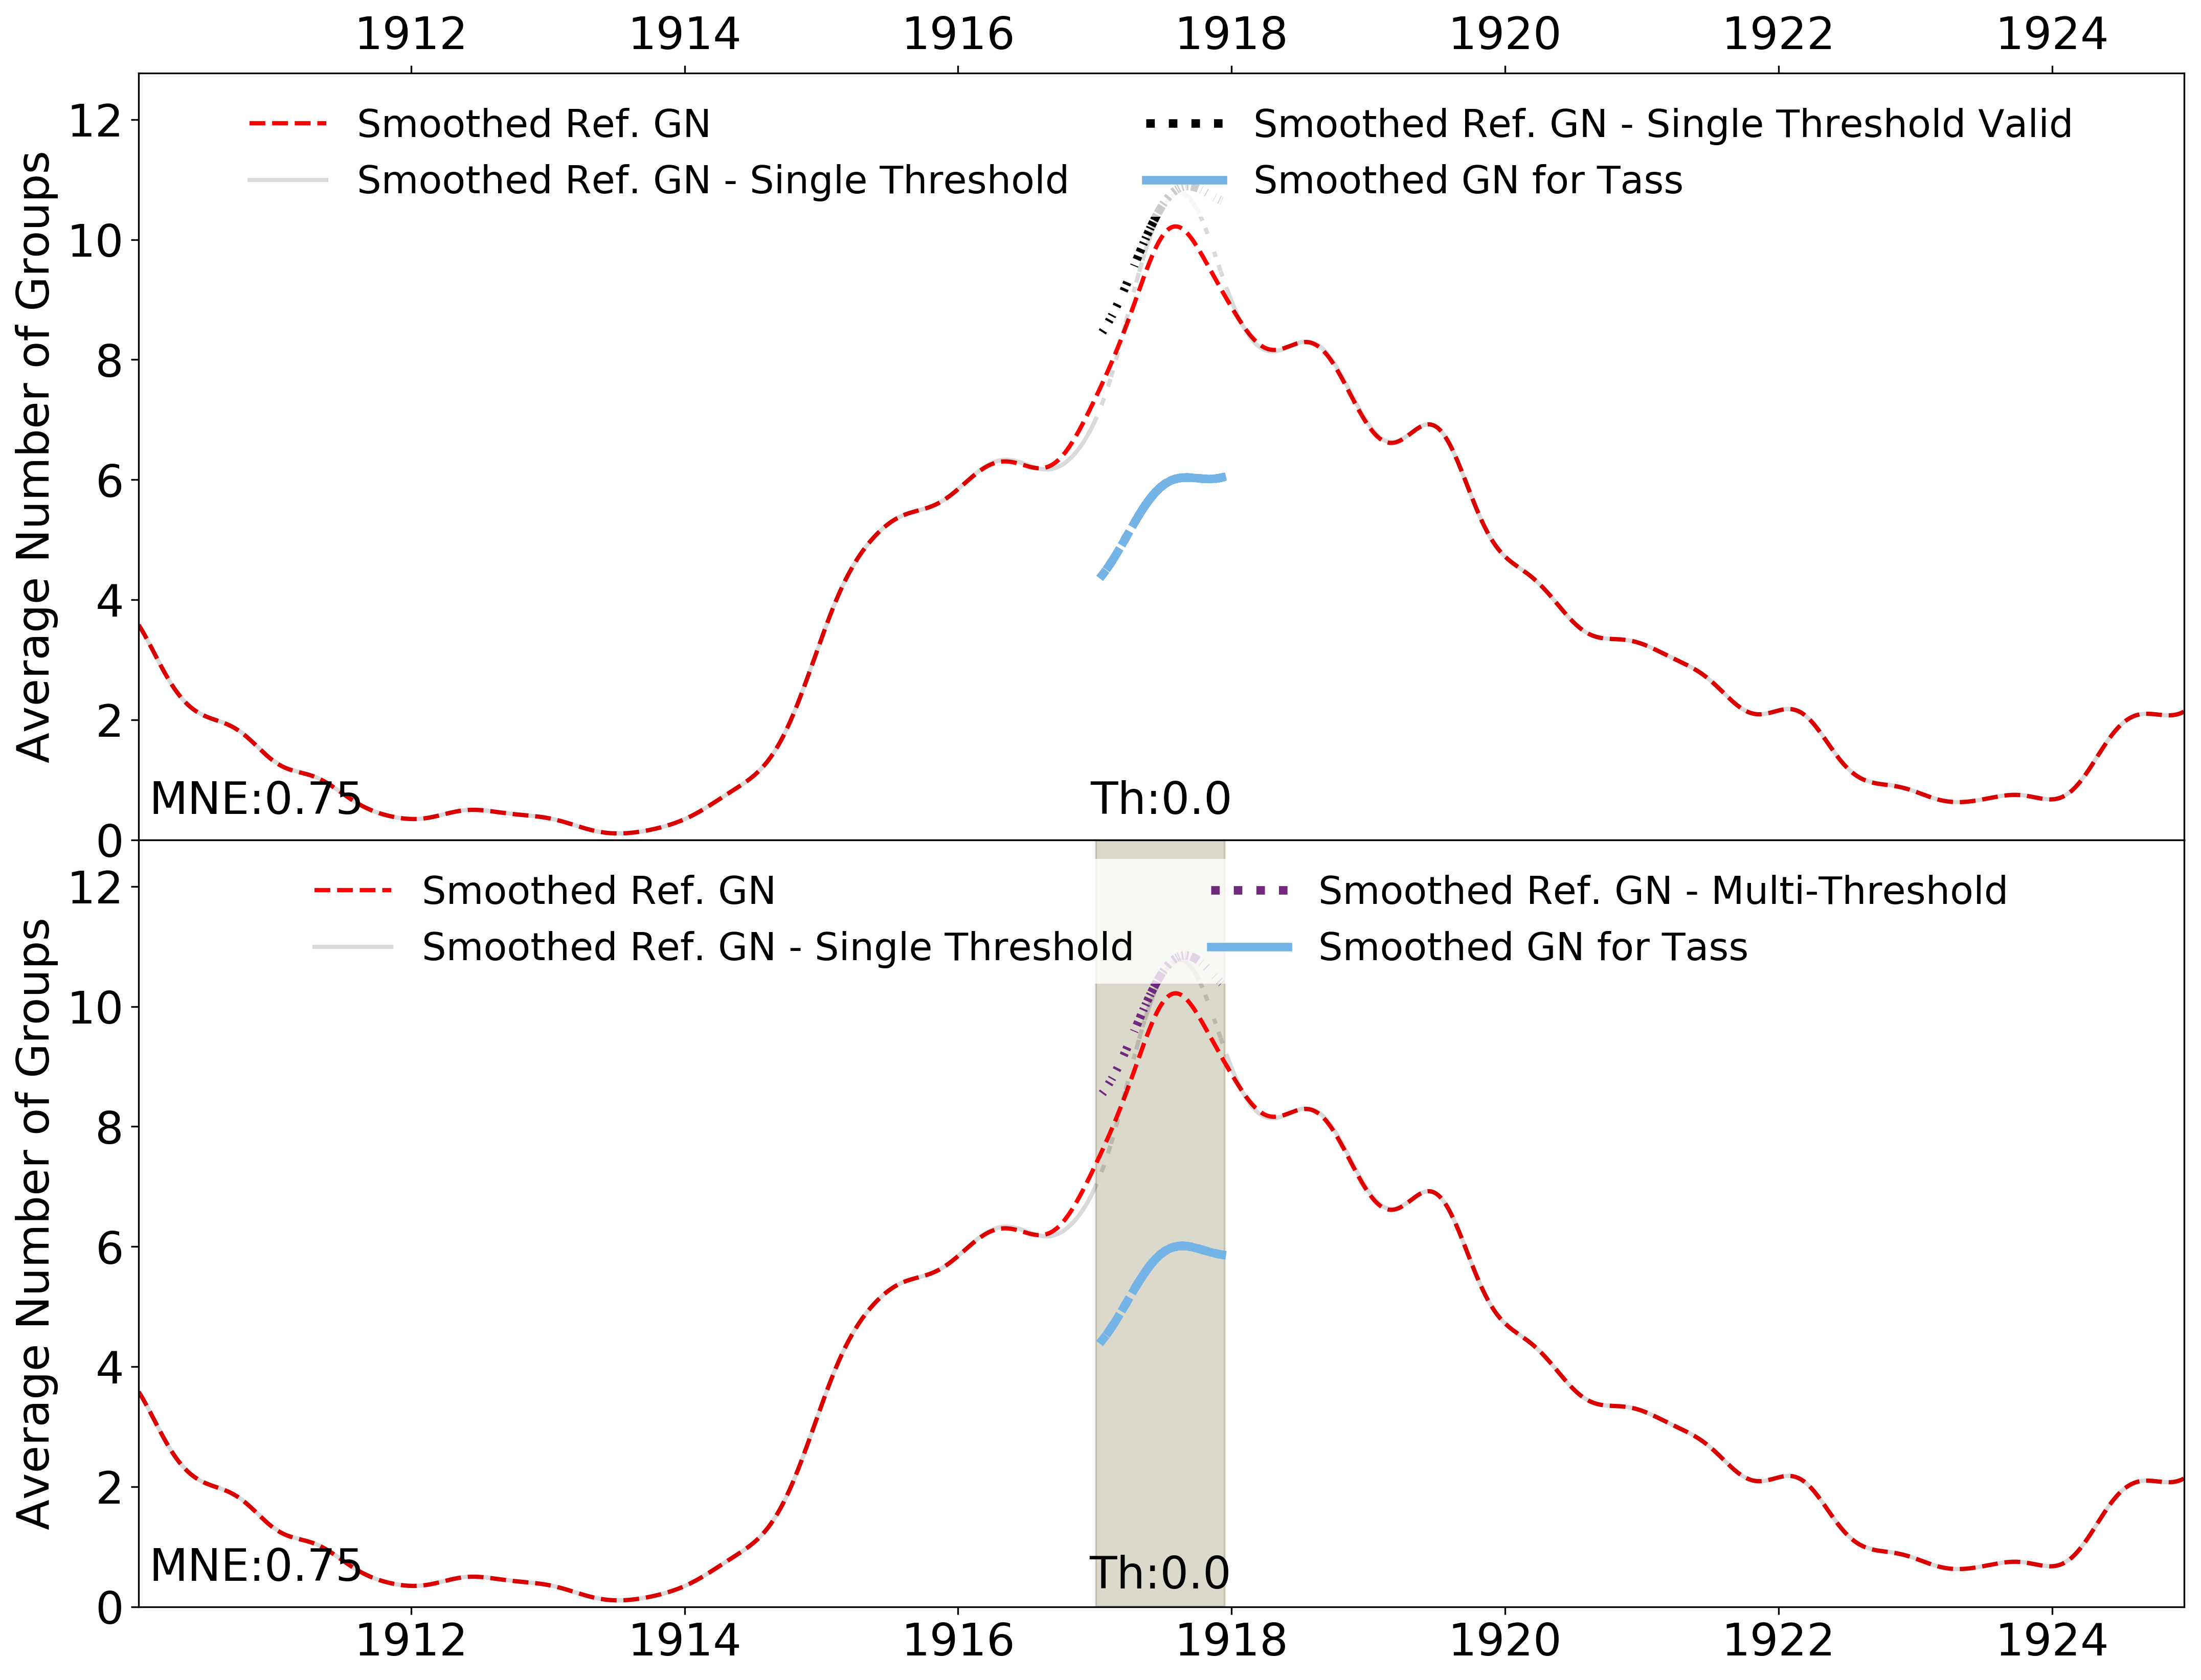 1912 1914 1916 1918 1920 1922 1924
Average Number of Groups
12
10
8
6
4
2
0
Smoothed Ref. GN
Smoothed Ref. GN - Single Threshold
Smoothed Ref. GN - Single Threshold Valid
Smoothed GN for Tass
MNE:0.75
Th:0.0
Average Number of Groups
12
10
8
6
4
2
0
Smoothed Ref. GN
Smoothed Ref. GN - Single Threshold
Smoothed Ref. GN - Multi-Threshold
Smoothed GN for Tass
MNE:0.75
Th:0.0
1912 1914 1916 1918 1920 1922 1924